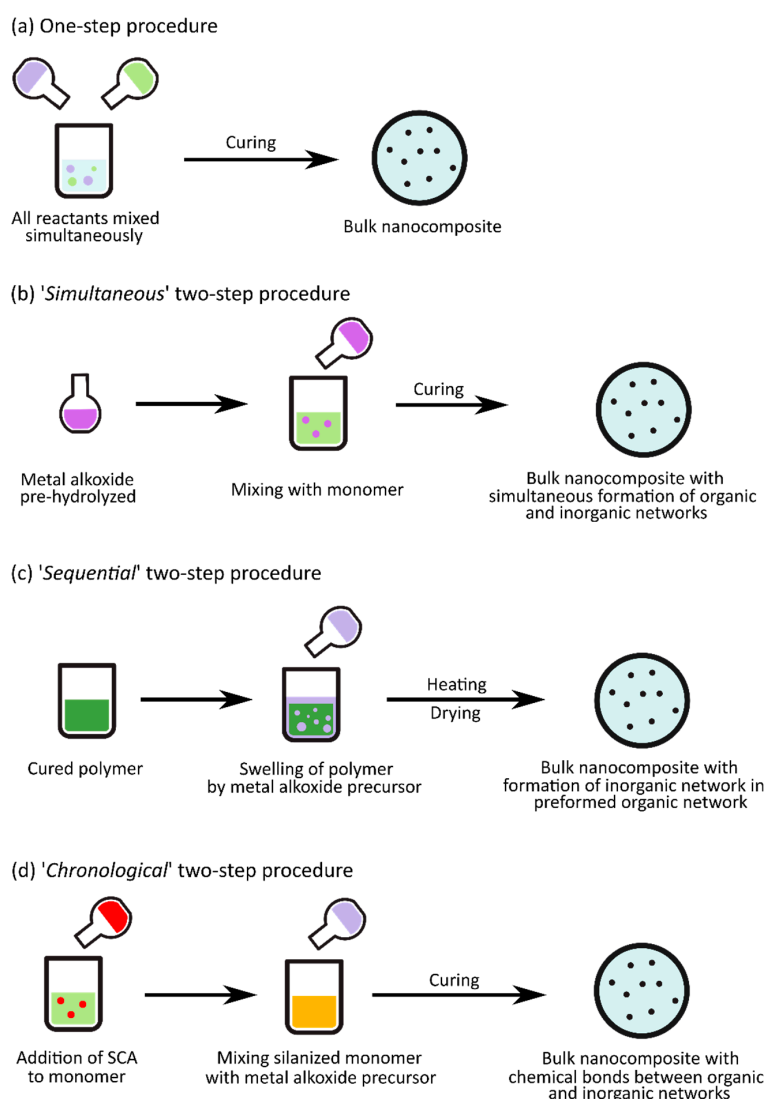 (a) One-step procedure
Curing
All reactants mixed
simultaneously
Bulk nanocomposite
(b) 'Simultaneous' two-step procedure
Curing
Metal alkoxide
pre-hydrolyzed
Mixing with monomer
Bulk nanocomposite with
simultaneous formation of organic
and inorganic networks
(c) 'Sequential' two-step procedure
Heating
Drying
Cured polymer
Swelling of polymer
by metal alkoxide precursor
Bulk nanocomposite with
formation of inorganic network in
preformed organic network
(d) 'Chronological' two-step procedure
Curing
Addition of SCA
to monomer
Mixing silanized monomer
with metal alkoxide precursor
Bulk nanocomposite with
chemical bonds between organic
and inorganic networks